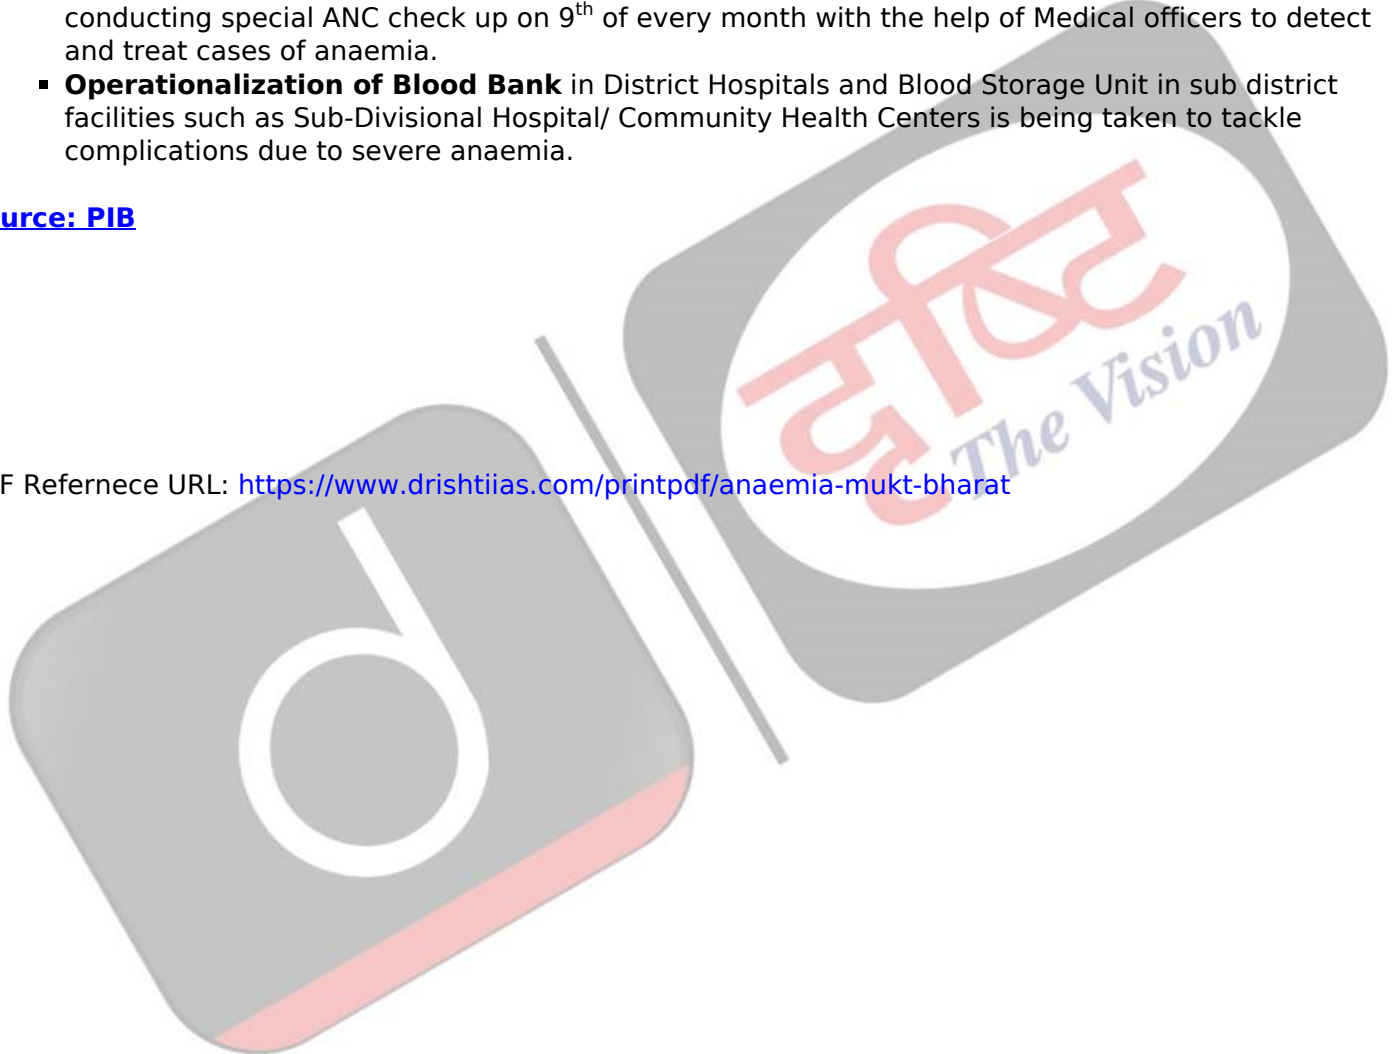 conducting special ANC check up on 9th of every month with the help of Medical officers to detect
and treat cases of anaemia.
▪ Operationalization of Blood Bank in District Hospitals and Blood Storage Unit in sub district
facilities such as Sub-Divisional Hospital/ Community Health Centers is being taken to tackle
complications due to severe anaemia.
urce: PIB
F Refernece URL: https://www.drishtiias.com/printpdf/anaemia-mukt-bharat
दृष्टि
The Vision
d